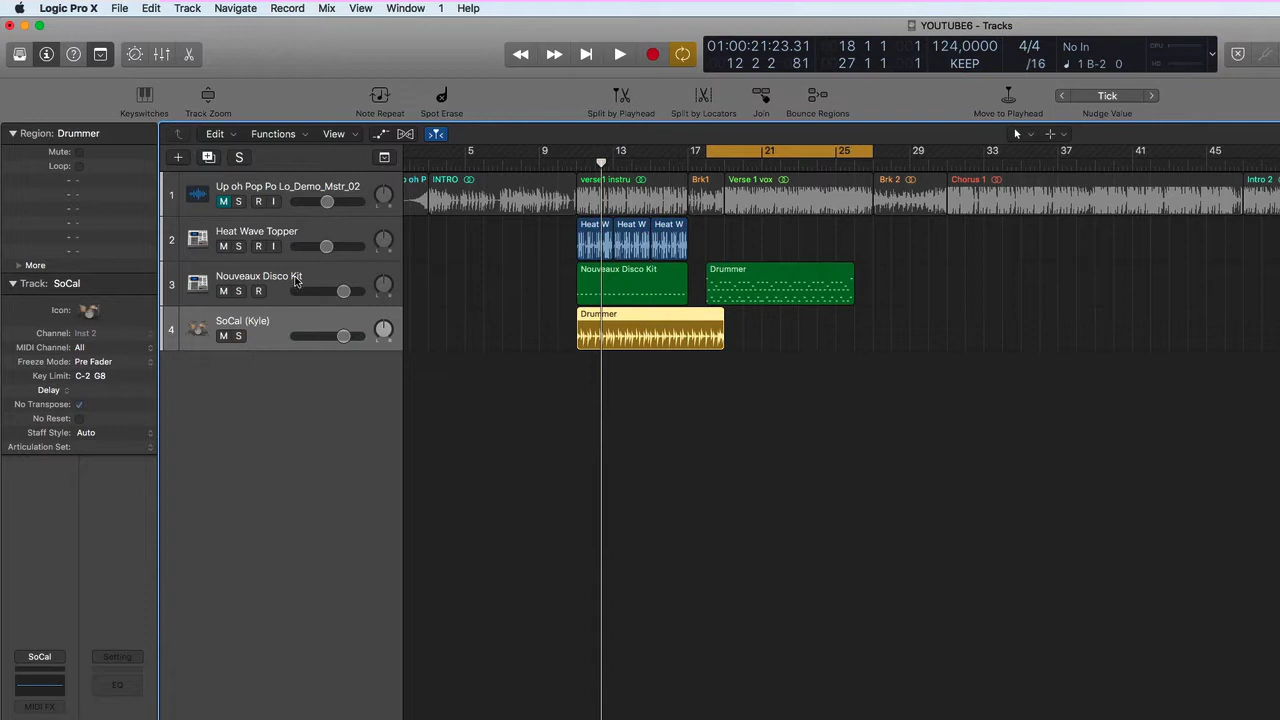 Logic Pro X File Edit Track Navigate Record Mix View Window 1 Help
YOUTUBE6 - Tracks
01:00:21:23.31 18 1 1 1 124,0000 4/4 No In CPU
12 2 2 81 27 1 1 1 KEEP /16 1 B-2 0
Keyswitches Track Zoom Note Repeat Spot Erase Split by Playhead Split by Locators Join Bounce Regions Move to Playhead Tick Nudge Value
Region: Drummer Edit Functions View
Mute:
Loop:
S
5 9 13 17 21 25 29 33 37 41 45
1 Up oh Pop Po Lo_Demo_Mstr_02
M S R I
o oh P INTRO verse1 instru Brk1 Verse 1 vox Brk 2 Chorus 1 Intro 2
2 Heat Wave Topper
M S R I
Heat W Heat W Heat W
More
3 Nouveaux Disco Kit
M S R
Nouveaux Disco Kit Drummer
4 SoCal (Kyle)
M S
Drummer
Track: SoCal
Icon:
Channel: Inst 2
MIDI Channel: All
Freeze Mode: Pre Fader
Key Limit: C-2 G8
Delay
No Transpose:
No Reset:
Staff Style: Auto
Articulation Set:
SoCal Setting
EQ
MIDI FX